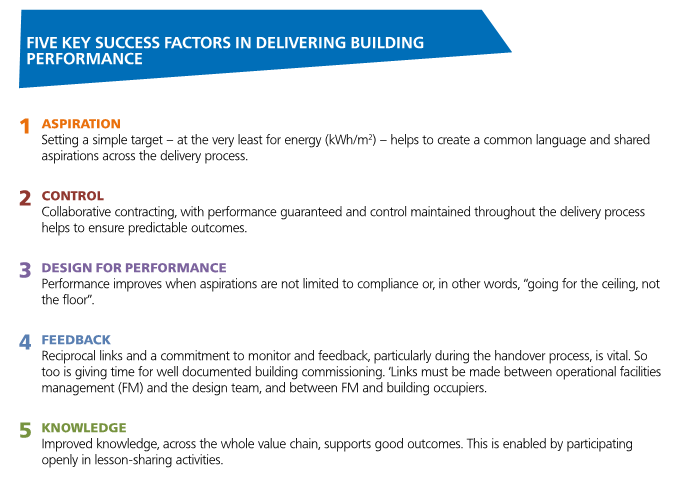 FIVE KEY SUCCESS FACTORS IN DELIVERING BUILDING
PERFORMANCE
1 ASPIRATION
Setting a simple target – at the very least for energy (kWh/m²) – helps to create a common language and shared
aspirations across the delivery process.
2 CONTROL
Collaborative contracting, with performance guaranteed and control maintained throughout the delivery process
helps to ensure predictable outcomes.
3 DESIGN FOR PERFORMANCE
Performance improves when aspirations are not limited to compliance or, in other words, “going for the ceiling, not
the floor”.
4 FEEDBACK
Reciprocal links and a commitment to monitor and feedback, particularly during the handover process, is vital. So
too is giving time for well documented building commissioning. ‘Links must be made between operational facilities
management (FM) and the design team, and between FM and building occupiers.
5 KNOWLEDGE
Improved knowledge, across the whole value chain, supports good outcomes. This is enabled by participating
openly in lesson-sharing activities.